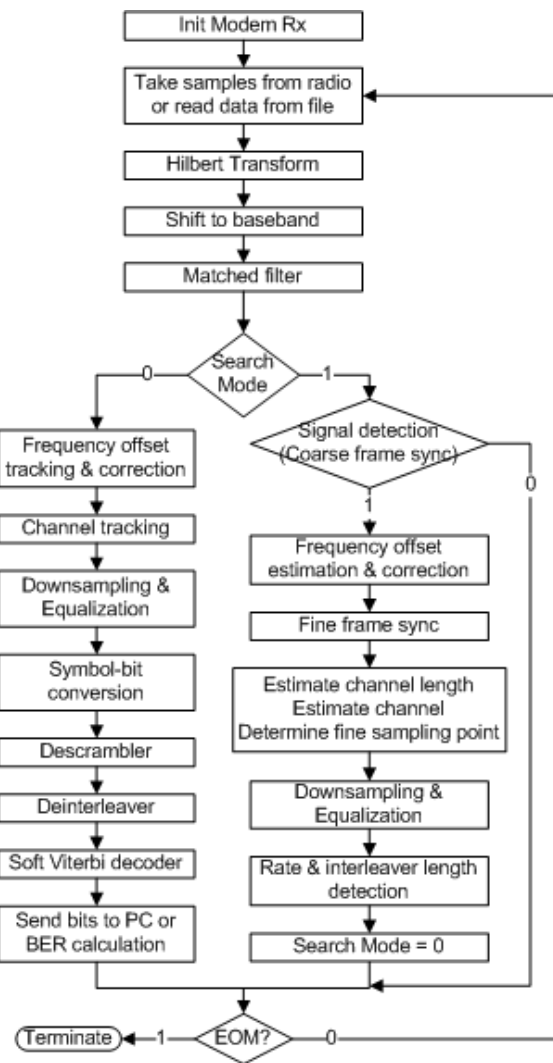 Init Modern Rx
Take samples from radio
or read data from file
Hilbert Transform
Shift to baseband
Matched filter
Search
Mode
0
1
Frequency offset
tracking & correction
Channel tracking
Downsampling &
Equalization
Symbol-bit
conversion
Descrambler
Deinterleaver
Soft Viterbi decoder
Send bits to PC or
BER calculation
Signal detection
(Coarse frame sync)
0
1
Frequency offset
estimation & correction
Fine frame sync
Estimate channel length
Estimate channel
Determine fine sampling point
Downsampling &
Equalization
Rate & interleaver length
detection
Search Mode = 0
EOM?
1
0
Terminate